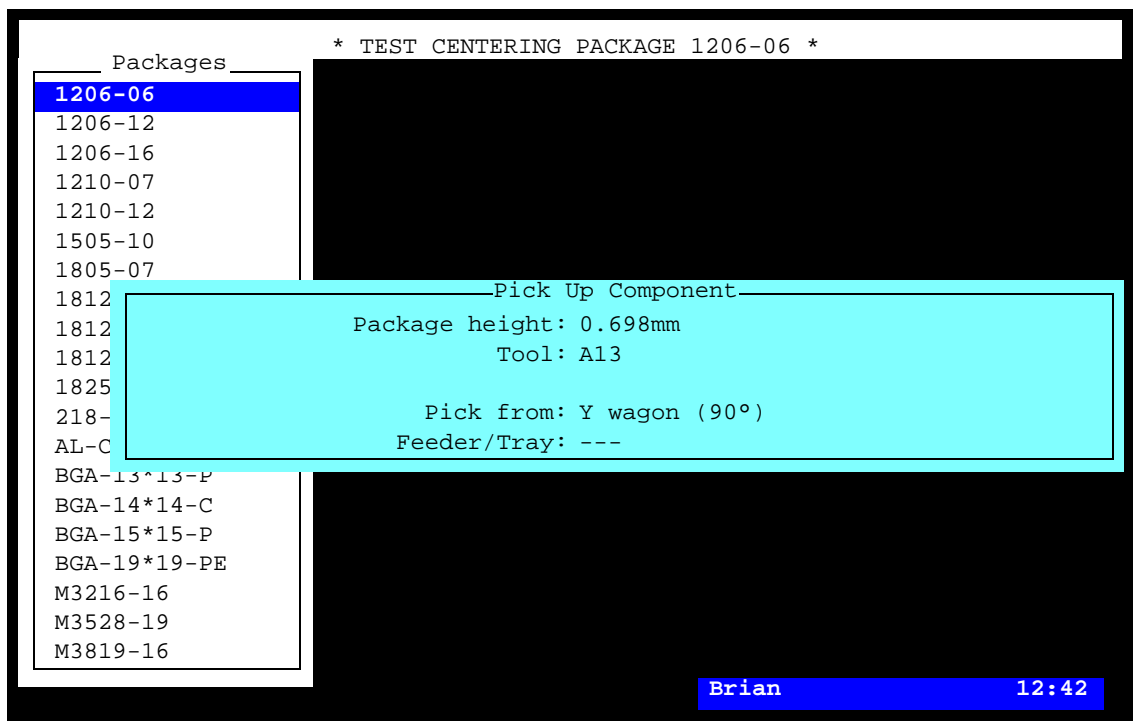 * TEST CENTERING PACKAGE 1206-06 *
Packages
1206-06
1206-12
1206-16
1210-07
1210-12
1505-10
1805-07
1812
1812
1812
1825
218-
AL-C
BGA-13*13-P
BGA-14*14-C
BGA-15*15-P
BGA-19*19-PE
M3216-16
M3528-19
M3819-16
Pick Up Component
Package height: 0.698mm
Tool: A13
Pick from: Y wagon (90°)
Feeder/Tray: ---
Brian 12:42